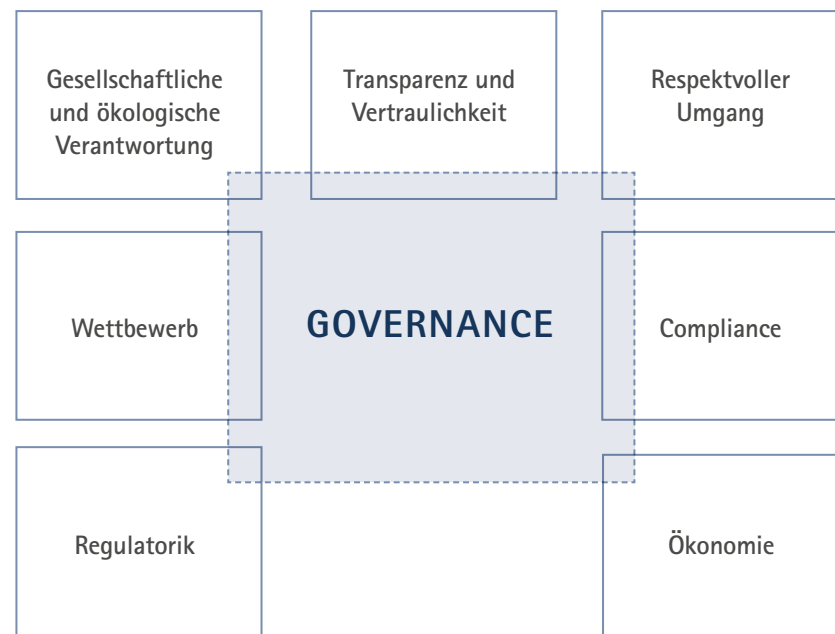 Gesellschaftliche
und ökologische
Verantwortung
Transparenz und
Vertraulichkeit
Respektvoller
Umgang
Wettbewerb
GOVERNANCE
Compliance
Regulatorik
Ökonomie